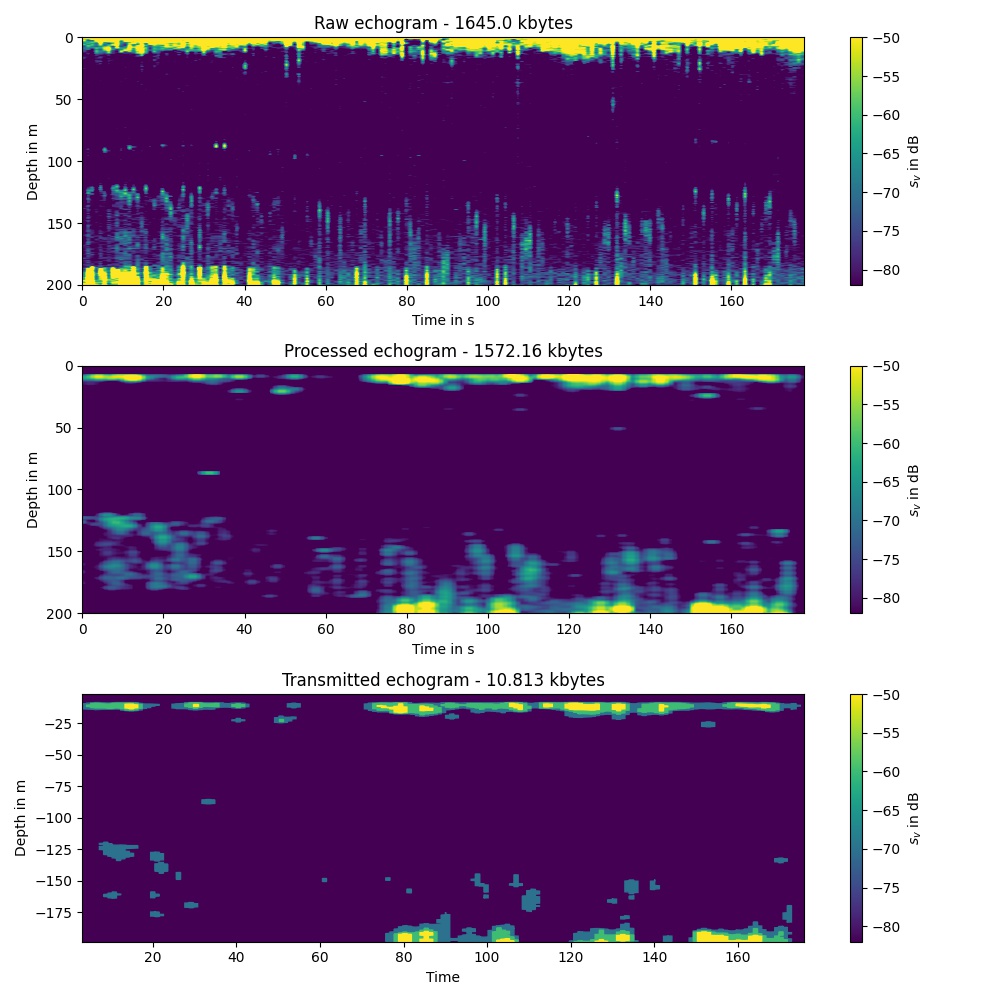 Raw echogram - 1645.0 kbytes
0
50
100
150
200
Depth in m
0 20 40 60 80 100 120 140 160
Time in s
−50
−55
−60
−65
−70
−75
−80
s_v in dB
Processed echogram - 1572.16 kbytes
0
50
100
150
200
Depth in m
0 20 40 60 80 100 120 140 160
Time in s
−50
−55
−60
−65
−70
−75
−80
s_v in dB
Transmitted echogram - 10.813 kbytes
−25
−50
−75
−100
−125
−150
−175
Depth in m
20 40 60 80 100 120 140 160
Time
−50
−55
−60
−65
−70
−75
−80
s_v in dB